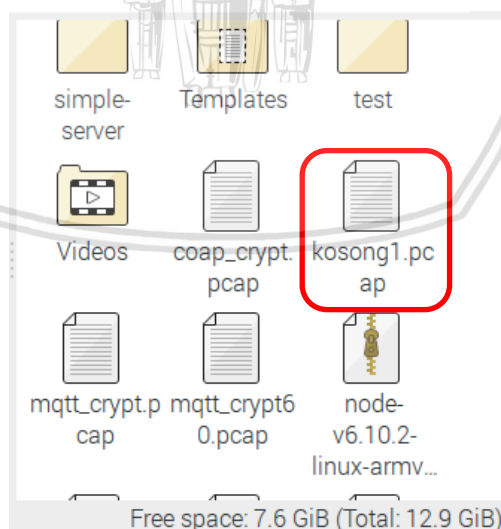 simple-
server
Templates
test
Videos
coap_crypt.
pcap
kosong1.pc
ap
mqtt_crypt.p
cap
mqtt_crypt6
0.pcap
node-
v6.10.2-
linux-armv...
Free space: 7.6 GiB (Total: 12.9 GiB)